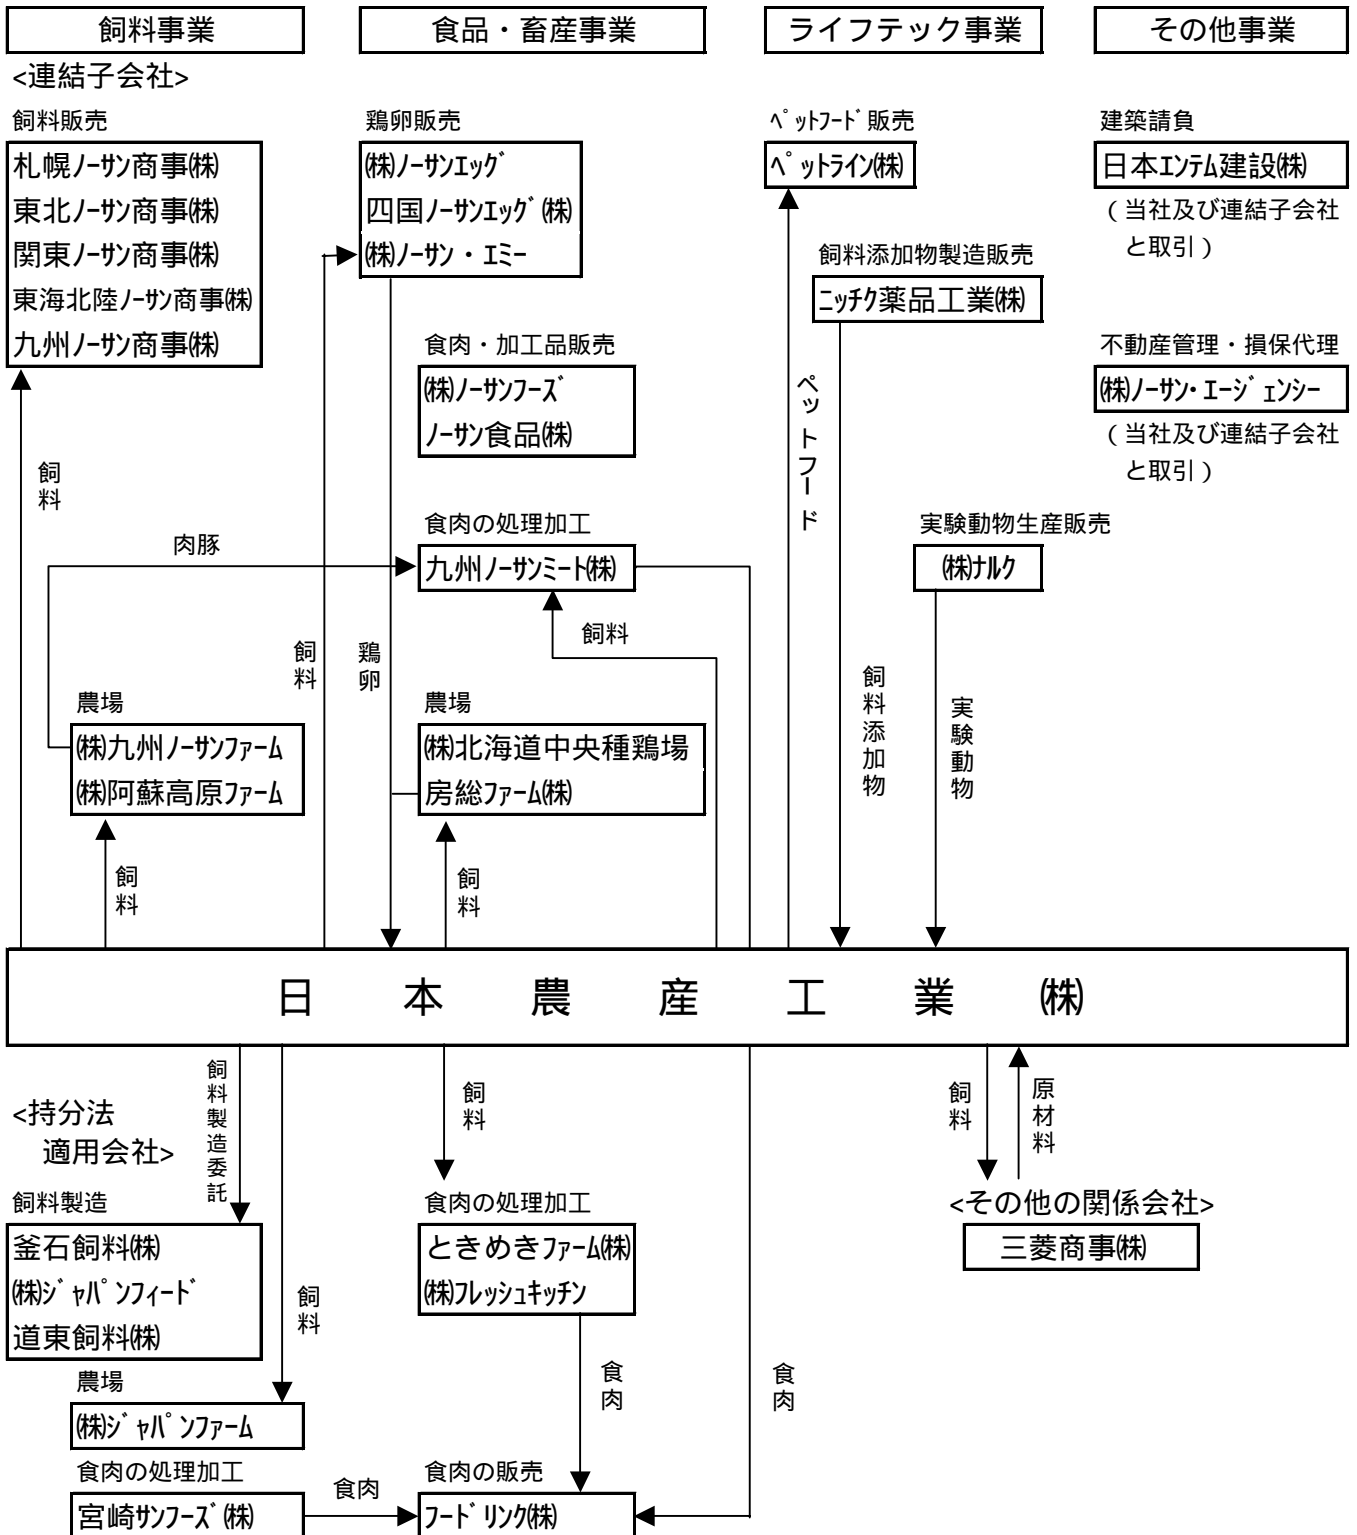 飼料事業
食品・畜産事業
ライフテック事業
その他事業
<連結子会社>
飼料販売
札幌ノーサン商事㈱
東北ノーサン商事㈱
関東ノーサン商事㈱
東海北陸ノーサン商事㈱
九州ノーサン商事㈱
鶏卵販売
㈱ノーサンエッグ
四国ノーサンエッグ㈱
㈱ノーサン・エミー
ペットフード販売
ペットライン㈱
建築請負
日本エンテム建設㈱
（当社及び連結子会社
と取引）
飼料添加物製造販売
ニッチク薬品工業㈱
食肉・加工品販売
㈱ノーサンフーズ
ノーサン食品㈱
不動産管理・損保代理
㈱ノーサン・エージェンシー
（当社及び連結子会社
と取引）
飼料
ペットフード
食肉の処理加工
九州ノーサンミート㈱
実験動物生産販売
㈱ナルク
肉豚
飼料
飼料
鶏卵
飼料添加物
実験動物
農場
㈱九州ノーサンファーム
㈱阿蘇高原ファーム
農場
㈱北海道中央種鶏場
房総ファーム㈱
飼料
飼料
日本農産工業㈱
飼料製造委託
飼料
飼料
原材料
<持分法
適用会社>
飼料製造
釜石飼料㈱
㈱ジャパンフィード
道東飼料㈱
食肉の処理加工
ときめきファーム㈱
㈱フレッシュキッチン
<その他の関係会社>
三菱商事㈱
飼料
食肉
食肉
農場
㈱ジャパンファーム
食肉の処理加工
宮崎サンフーズ㈱
食肉
食肉の販売
フードリンク㈱